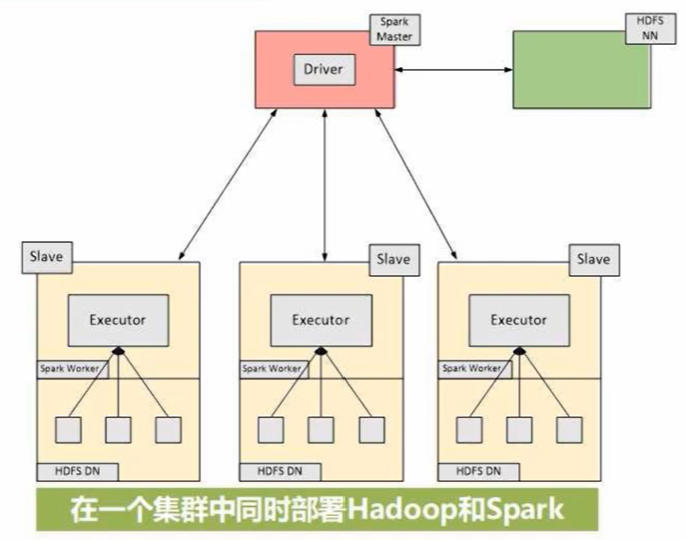 Spark
Master
HDFS
NN
Driver
Slave
Slave
Slave
Executor
Executor
Executor
Spark Worker
Spark Worker
Spark Worker
HDFS DN
HDFS DN
HDFS DN
在一个集群中同时部署Hadoop和Spark